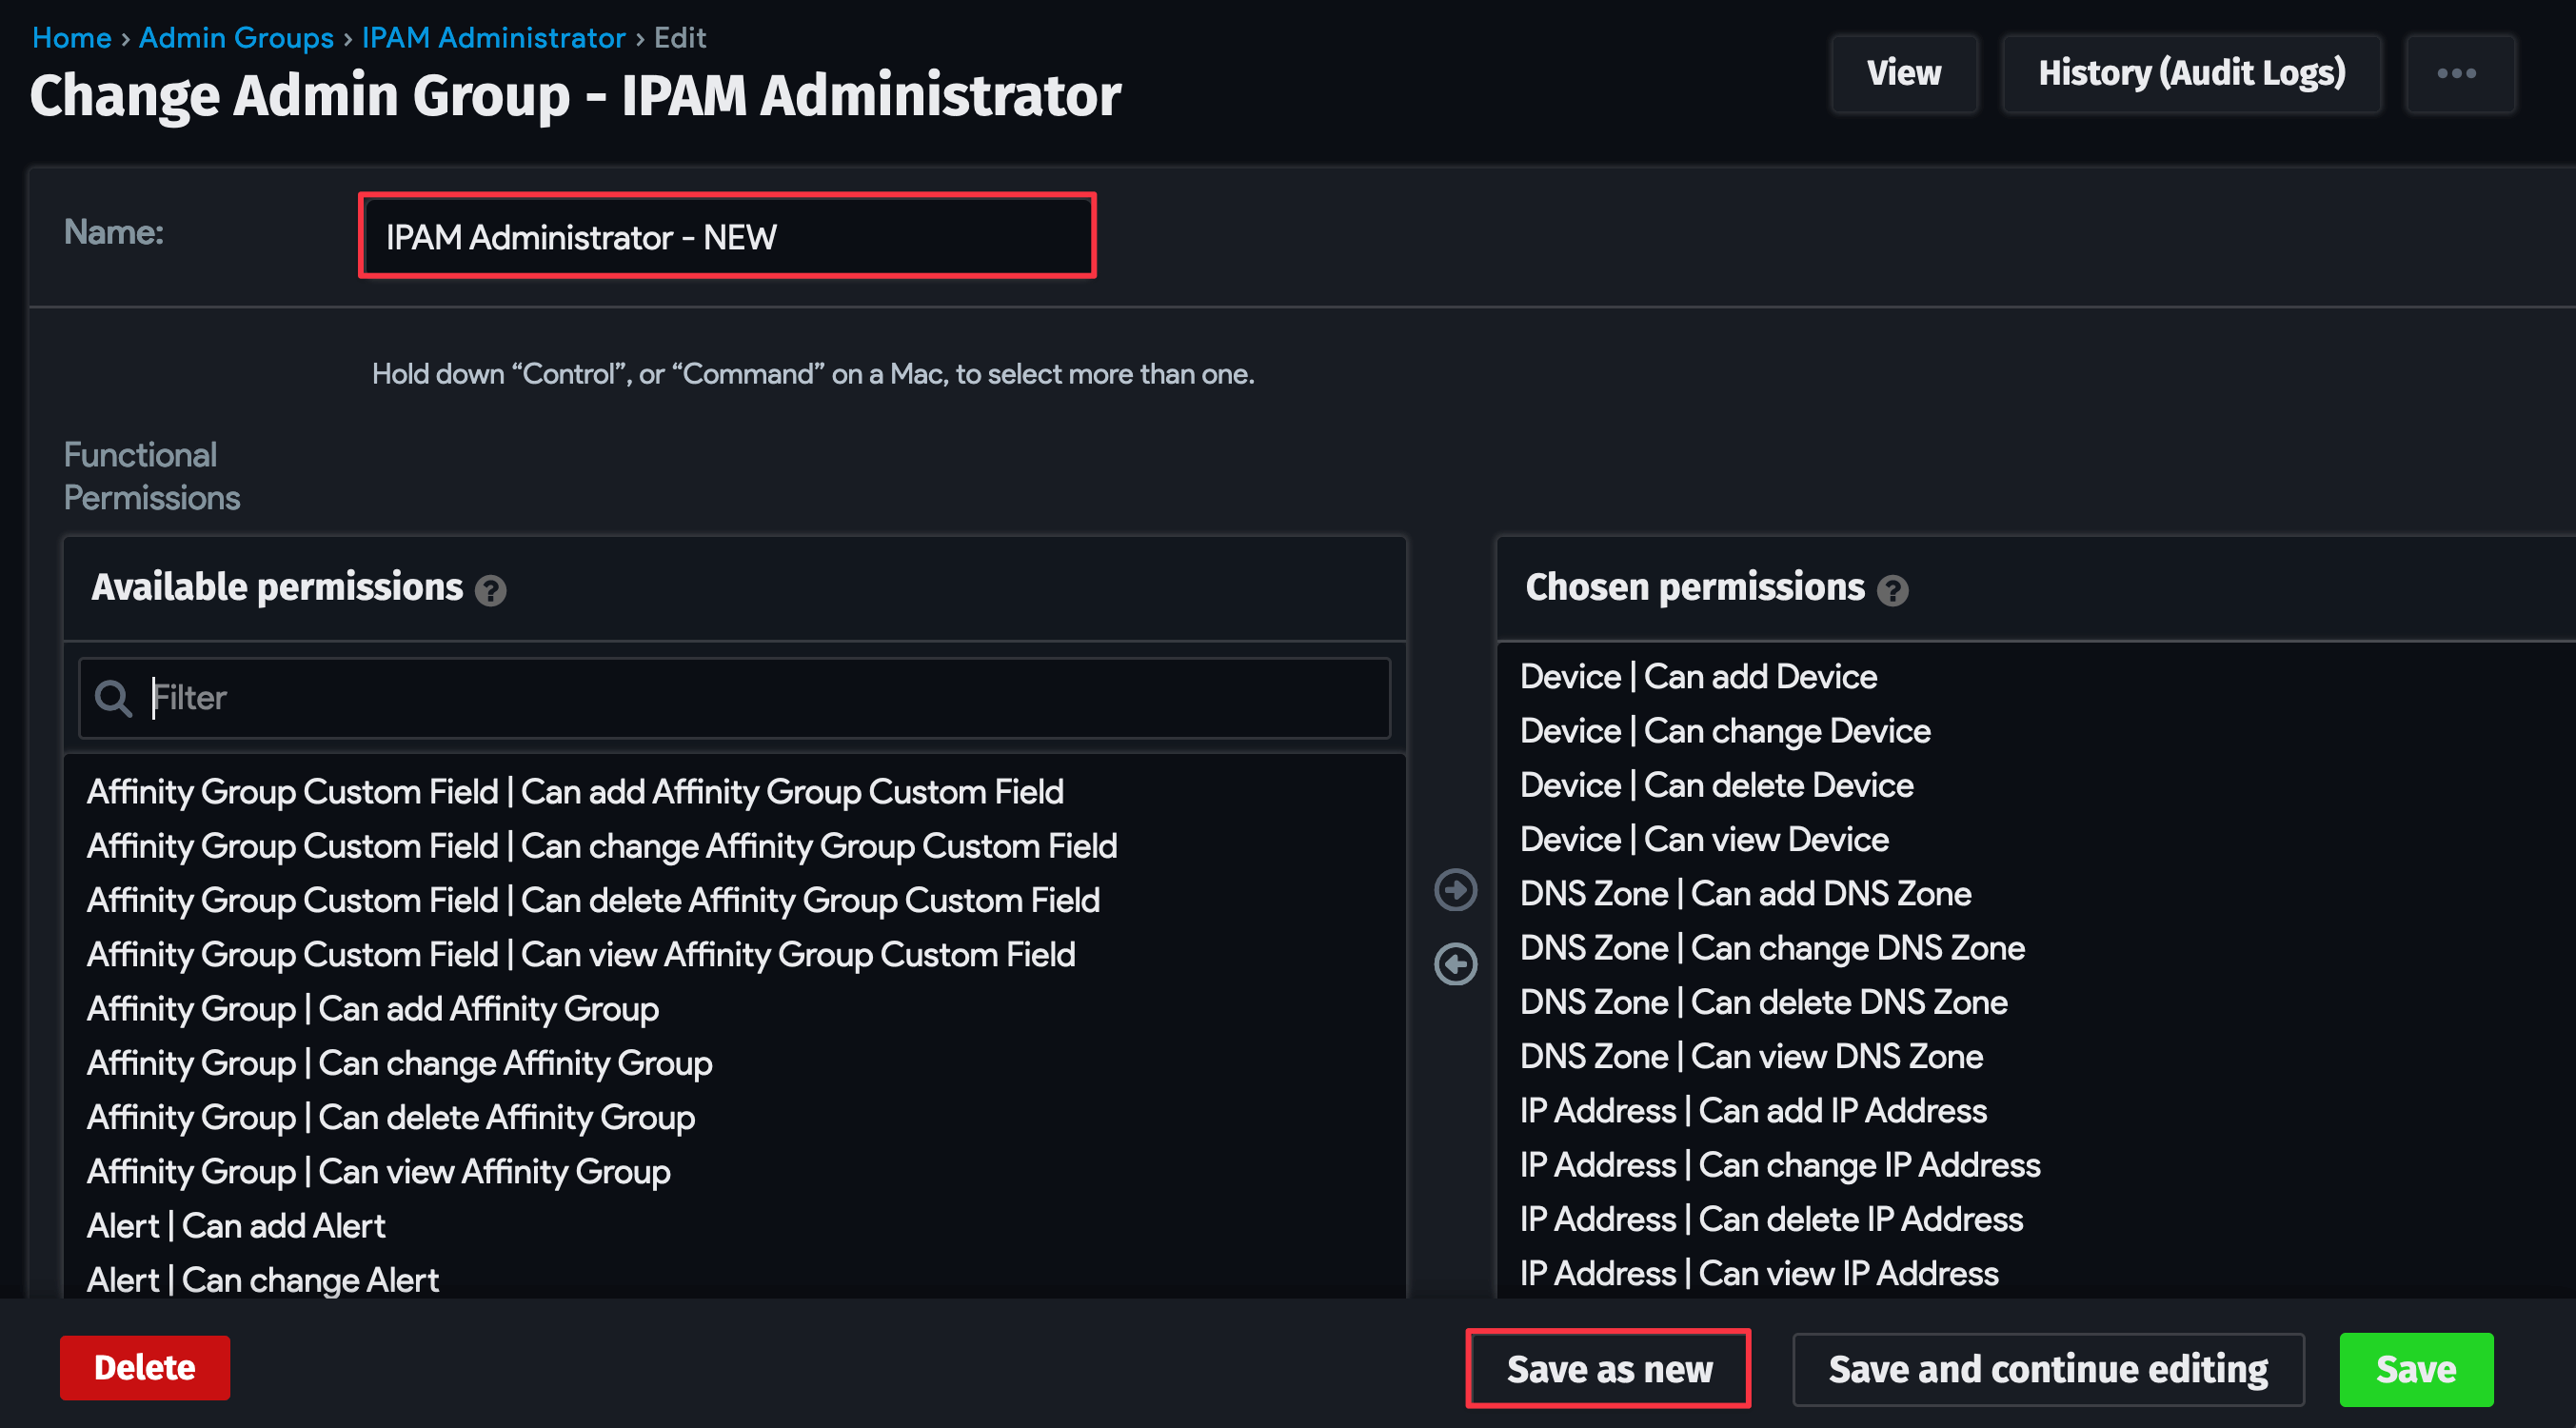 Home › Admin Groups › IPAM Administrator › Edit
Change Admin Group - IPAM Administrator
View
History (Audit Logs)
Name:
IPAM Administrator - NEW
Hold down “Control”, or “Command” on a Mac, to select more than one.
Functional
Permissions
Available permissions ?
Filter
Affinity Group Custom Field | Can add Affinity Group Custom Field
Affinity Group Custom Field | Can change Affinity Group Custom Field
Affinity Group Custom Field | Can delete Affinity Group Custom Field
Affinity Group Custom Field | Can view Affinity Group Custom Field
Affinity Group | Can add Affinity Group
Affinity Group | Can change Affinity Group
Affinity Group | Can delete Affinity Group
Affinity Group | Can view Affinity Group
Alert | Can add Alert
Alert | Can change Alert
Chosen permissions ?
Device | Can add Device
Device | Can change Device
Device | Can delete Device
Device | Can view Device
DNS Zone | Can add DNS Zone
DNS Zone | Can change DNS Zone
DNS Zone | Can delete DNS Zone
DNS Zone | Can view DNS Zone
IP Address | Can add IP Address
IP Address | Can change IP Address
IP Address | Can delete IP Address
IP Address | Can view IP Address
Delete
Save as new
Save and continue editing
Save